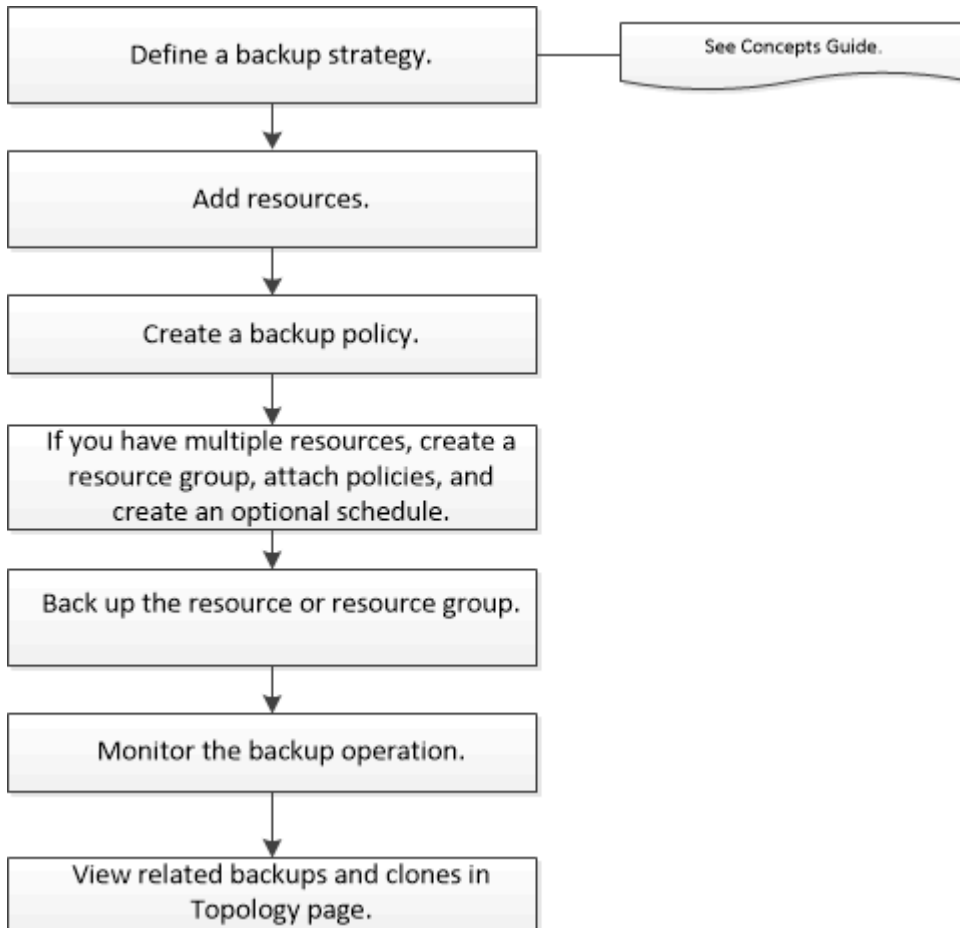 Define a backup strategy.
See Concepts Guide.
Add resources.
Create a backup policy.
If you have multiple resources, create a
resource group, attach policies, and
create an optional schedule.
Back up the resource or resource group.
Monitor the backup operation.
View related backups and clones in
Topology page.